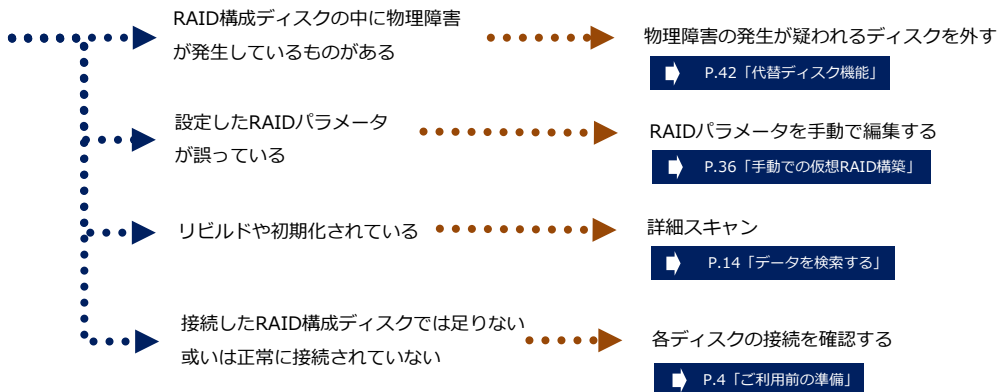 RAID構成ディスクの中に物理障害
が発生しているものがある
物理障害の発生が疑われるディスクを外す
P.42「代替ディスク機能」
設定したRAIDパラメータ
が誤っている
RAIDパラメータを手動で編集する
P.36「手動での仮想RAID構築」
リビルドや初期化されている
詳細スキャン
P.14「データを検索する」
接続したRAID構成ディスクでは足りない
或いは正常に接続されていない
各ディスクの接続を確認する
P.4「ご利用前の準備」